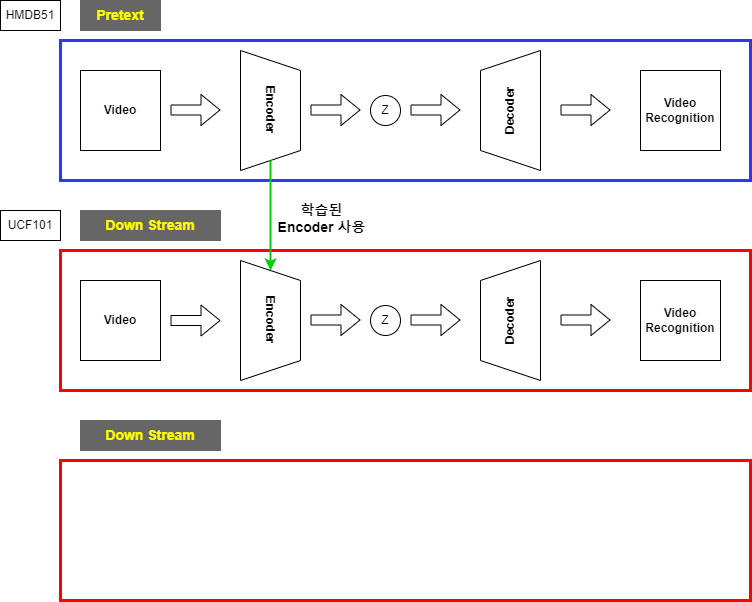 HMDB51
Pretext
Video
Encoder
Z
Decoder
Video
Recognition
학습된
Encoder 사용
UCF101
Down Stream
Video
Encoder
Z
Decoder
Video
Recognition
Down Stream